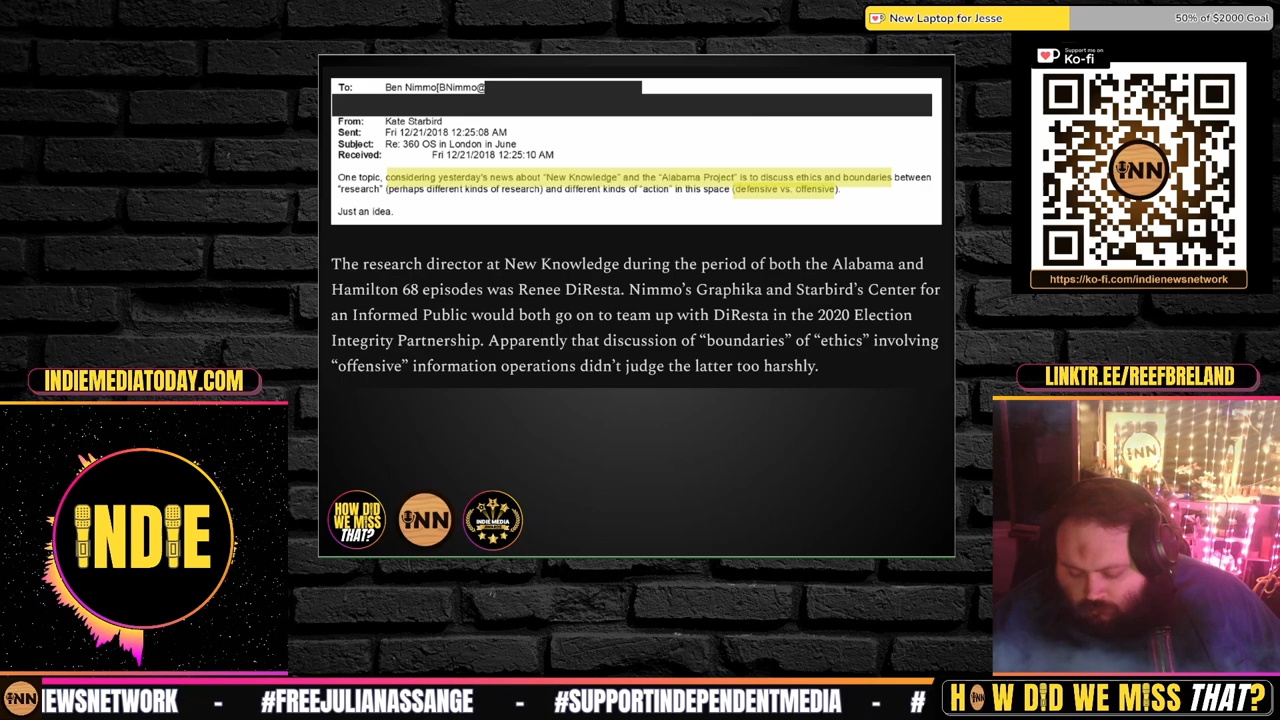 New Laptop for Jesse
50% of $2000 Goal
Support me on
Ko-fi
iNN
https://ko-fi.com/indienewsnetwork
To: Ben Nimmo[BNimmo@
From: Kate Starbird
Sent: Fri 12/21/2018 12:25:08 AM
Subject: Re: 360 OS in London in June
Received: Fri 12/21/2018 12:25:10 AM
One topic, considering yesterday's news about "New Knowledge" and the "Alabama Project" is to discuss ethics and boundaries between
"research" (perhaps different kinds of research) and different kinds of "action" in this space (defensive vs. offensive).
Just an idea.
The research director at New Knowledge during the period of both the Alabama and
Hamilton 68 episodes was Renee DiResta. Nimmo's Graphika and Starbird's Center for
an Informed Public would both go on to team up with DiResta in the 2020 Election
Integrity Partnership. Apparently that discussion of "boundaries" of "ethics" involving
"offensive" information operations didn't judge the latter too harshly.
INDIEMEDIATODAY.COM
LINKTR.EE/REEFBRELAND
INDIE
HOW DID
WE MISS
THAT?
iNN
INDIE MEDIA
iNN
iNN
IEWSNETWORK - #FREEJULIANASSANGE - #SUPPORTINDEPENDENTMEDIA - #
HOW DID WE MISS THAT?